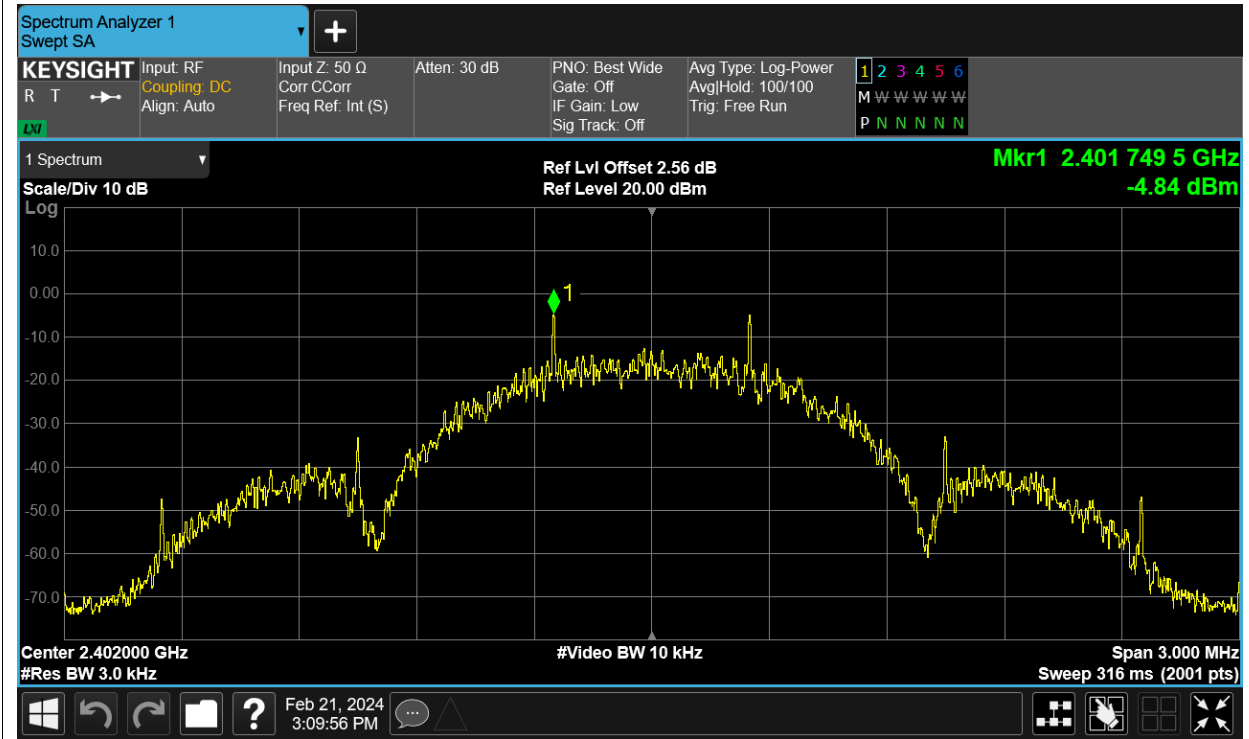 Spectrum Analyzer 1
Swept SA
KEYSIGHT
R T
LXI
Input: RF
Coupling: DC
Align: Auto
Input Z: 50 Ω
Corr CCorr
Freq Ref: Int (S)
Atten: 30 dB
PNO: Best Wide
Gate: Off
IF Gain: Low
Sig Track: Off
Avg Type: Log-Power
Avg|Hold: 100/100
Trig: Free Run
1 2 3 4 5 6
M W W W W W
P N N N N N
1 Spectrum
Scale/Div 10 dB
Log
Ref Lvl Offset 2.56 dB
Ref Level 20.00 dBm
Mkr1 2.401 749 5 GHz
-4.84 dBm
1
10.0
0.00
-10.0
-20.0
-30.0
-40.0
-50.0
-60.0
-70.0
Center 2.402000 GHz
#Res BW 3.0 kHz
#Video BW 10 kHz
Span 3.000 MHz
Sweep 316 ms (2001 pts)
?
Feb 21, 2024
3:09:56 PM